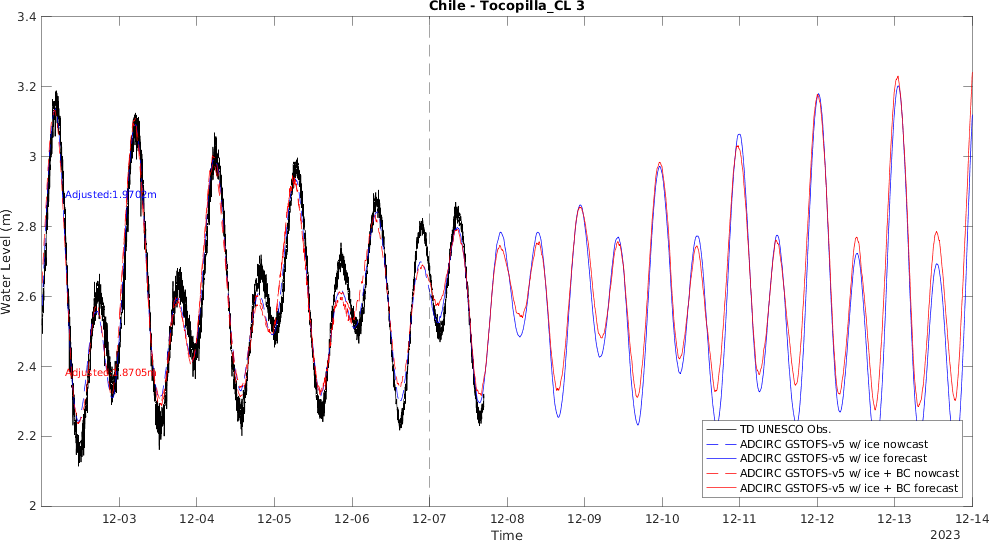 Chile - Tocopilla_CL 3
3.4
3.2
3
2.8
2.6
2.4
2.2
2
Water Level (m)
Adjusted:1.9702m
Adjusted:1.8705m
TD UNESCO Obs.
ADCIRC GSTOFS-v5 w/ ice nowcast
ADCIRC GSTOFS-v5 w/ ice forecast
ADCIRC GSTOFS-v5 w/ ice + BC nowcast
ADCIRC GSTOFS-v5 w/ ice + BC forecast
12-03 12-04 12-05 12-06 12-07 12-08 12-09 12-10 12-11 12-12 12-13 12-14
Time
2023